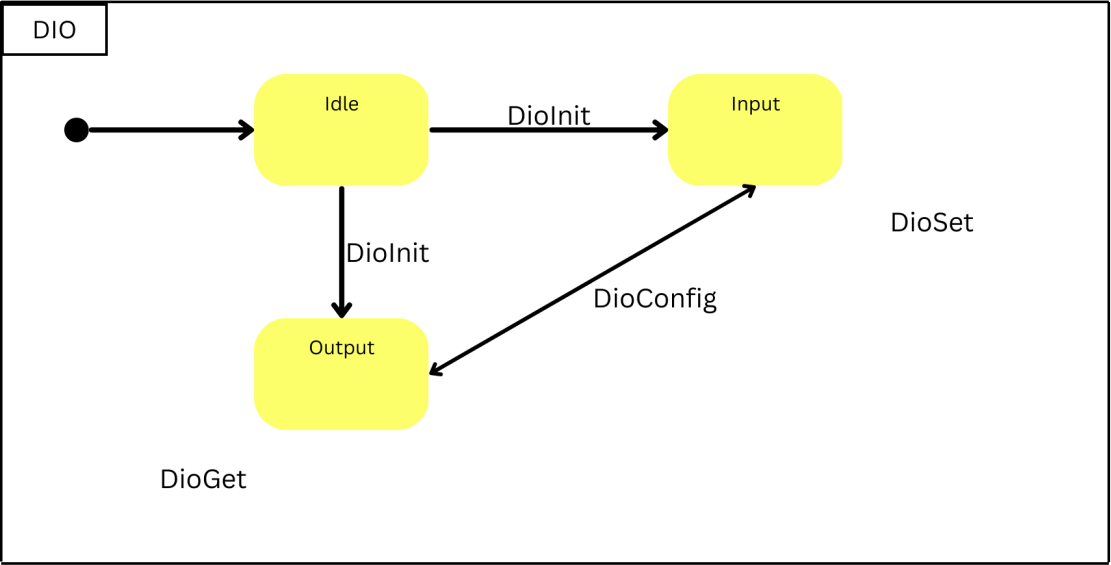 DIO
Idle
DioInit
Input
DioSet
DioInit
DioConfig
Output
DioGet